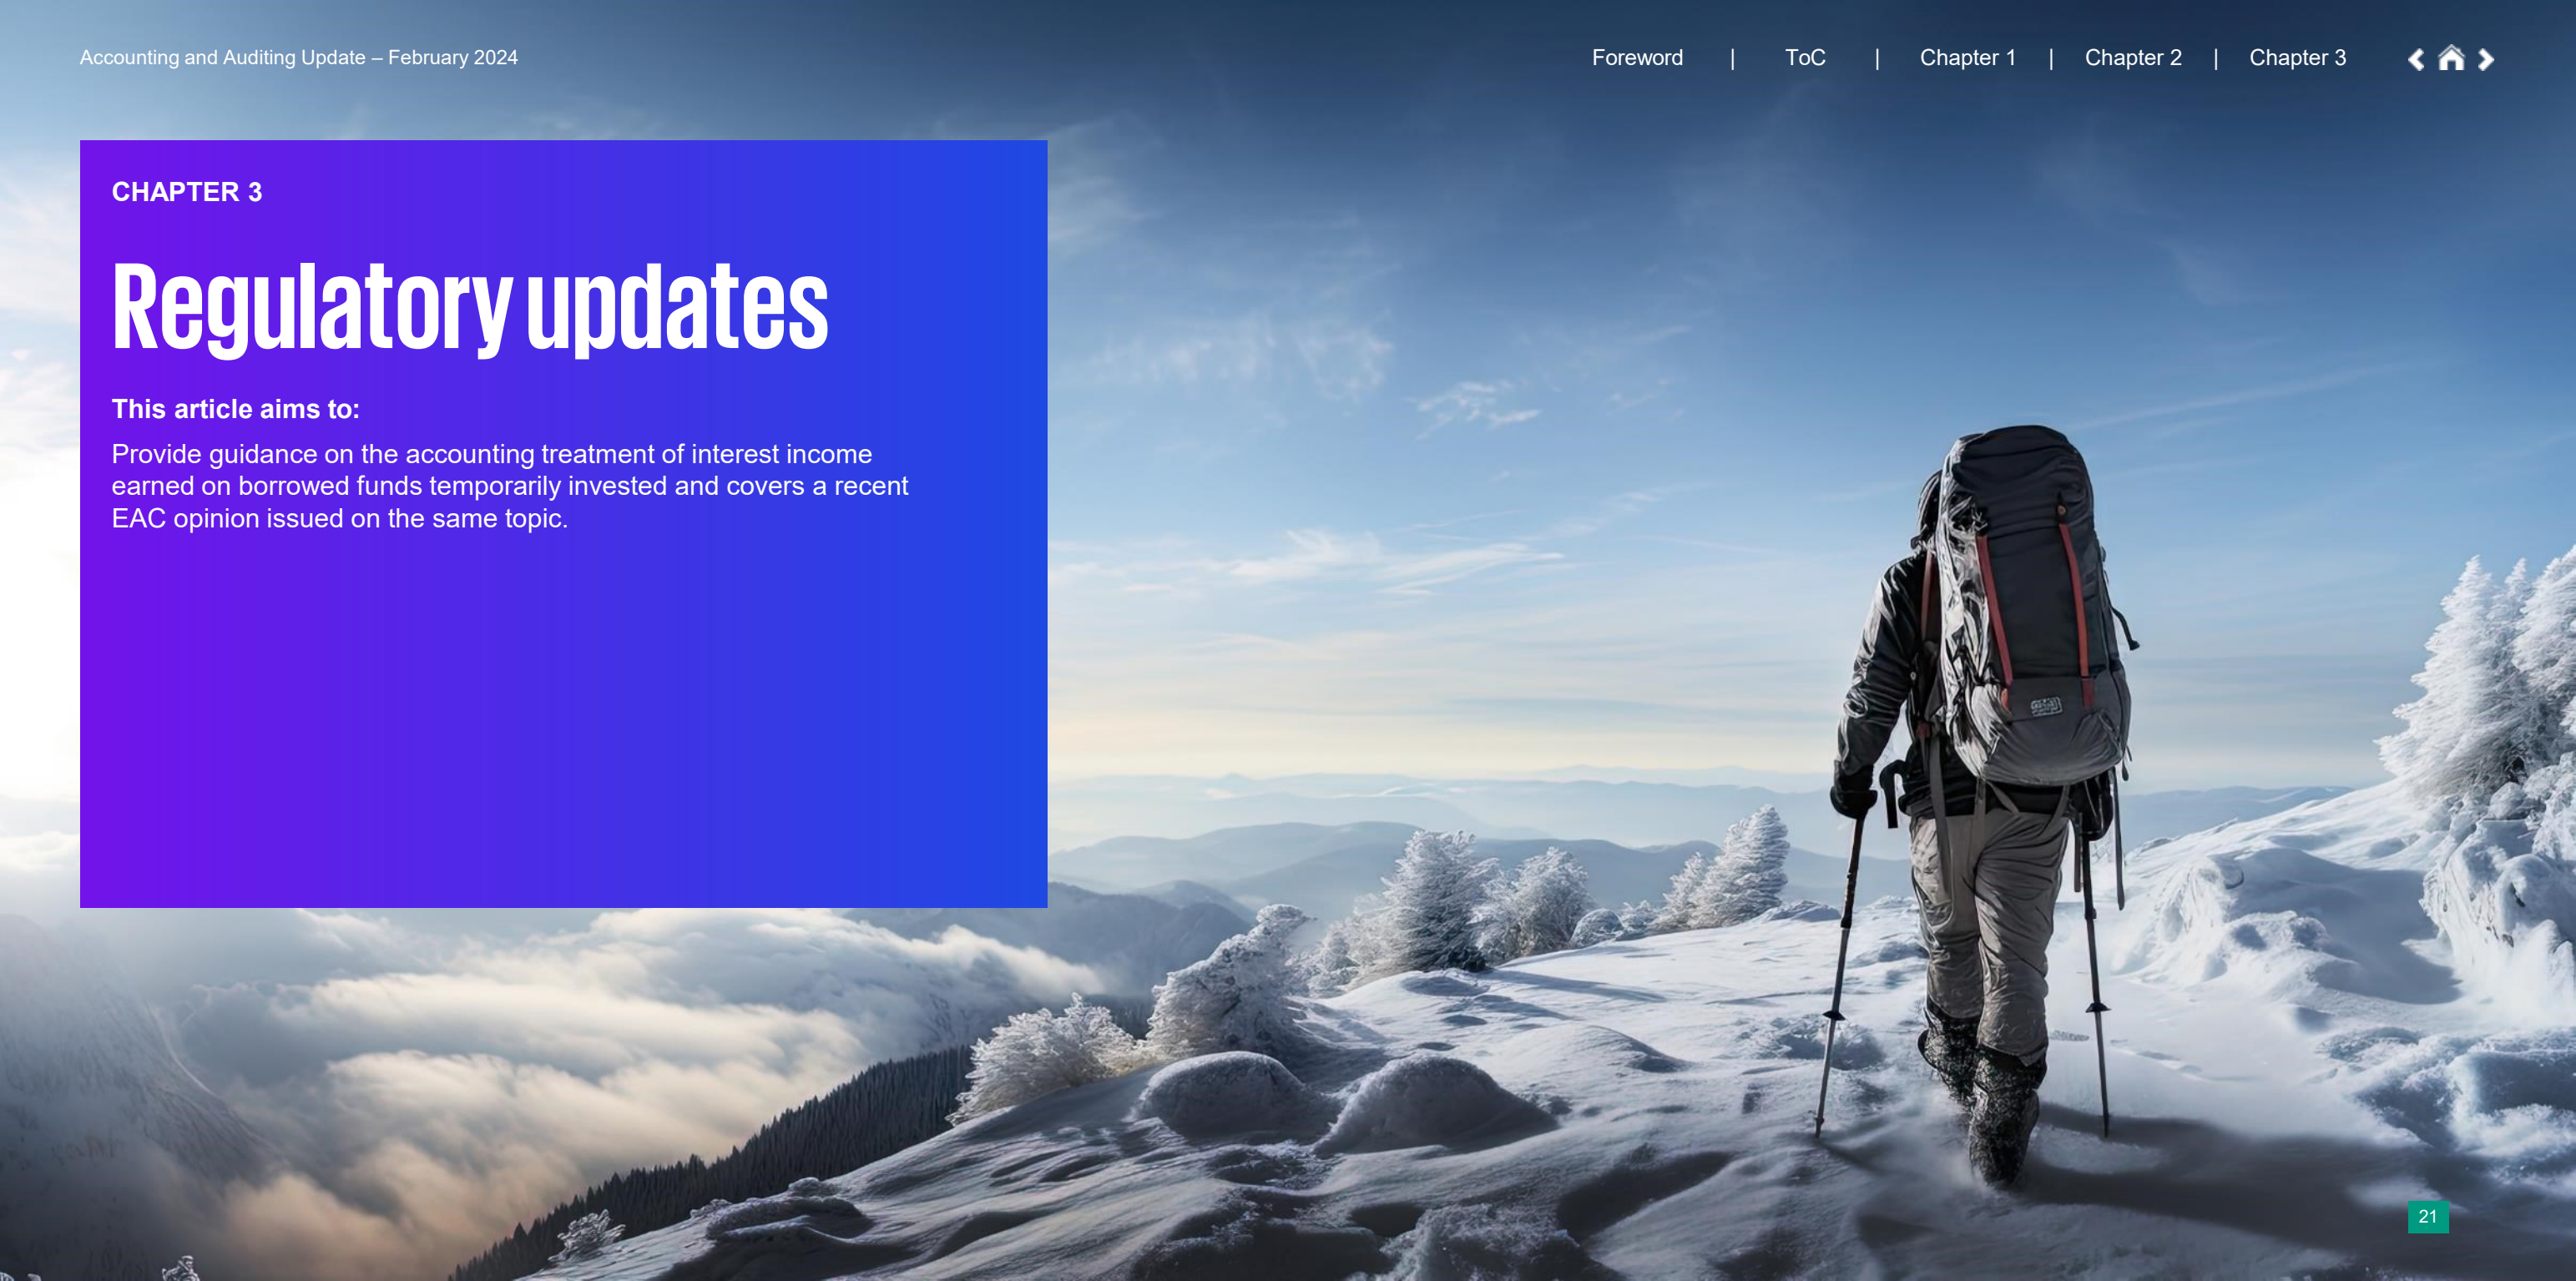 Accounting and Auditing Update – February 2024
Foreword | ToC | Chapter 1 | Chapter 2 | Chapter 3
CHAPTER 3
Regulatory updates
This article aims to:
Provide guidance on the accounting treatment of interest income
earned on borrowed funds temporarily invested and covers a recent
EAC opinion issued on the same topic.
21